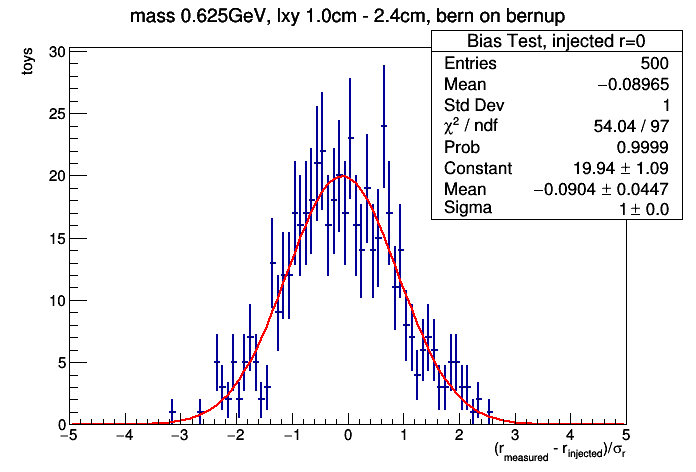 mass 0.625GeV, lxy 1.0cm - 2.4cm, bern on bernup
Bias Test, injected r=0
Entries 500
Mean −0.08965
Std Dev 1
χ² / ndf 54.04 / 97
Prob 0.9999
Constant 19.94 ± 1.09
Mean −0.0904 ± 0.0447
Sigma 1 ± 0.0
toys
30
25
20
15
10
5
0
−5 −4 −3 −2 −1 0 1 2 3 4 5
(r_measured - r_injected)/σ_r